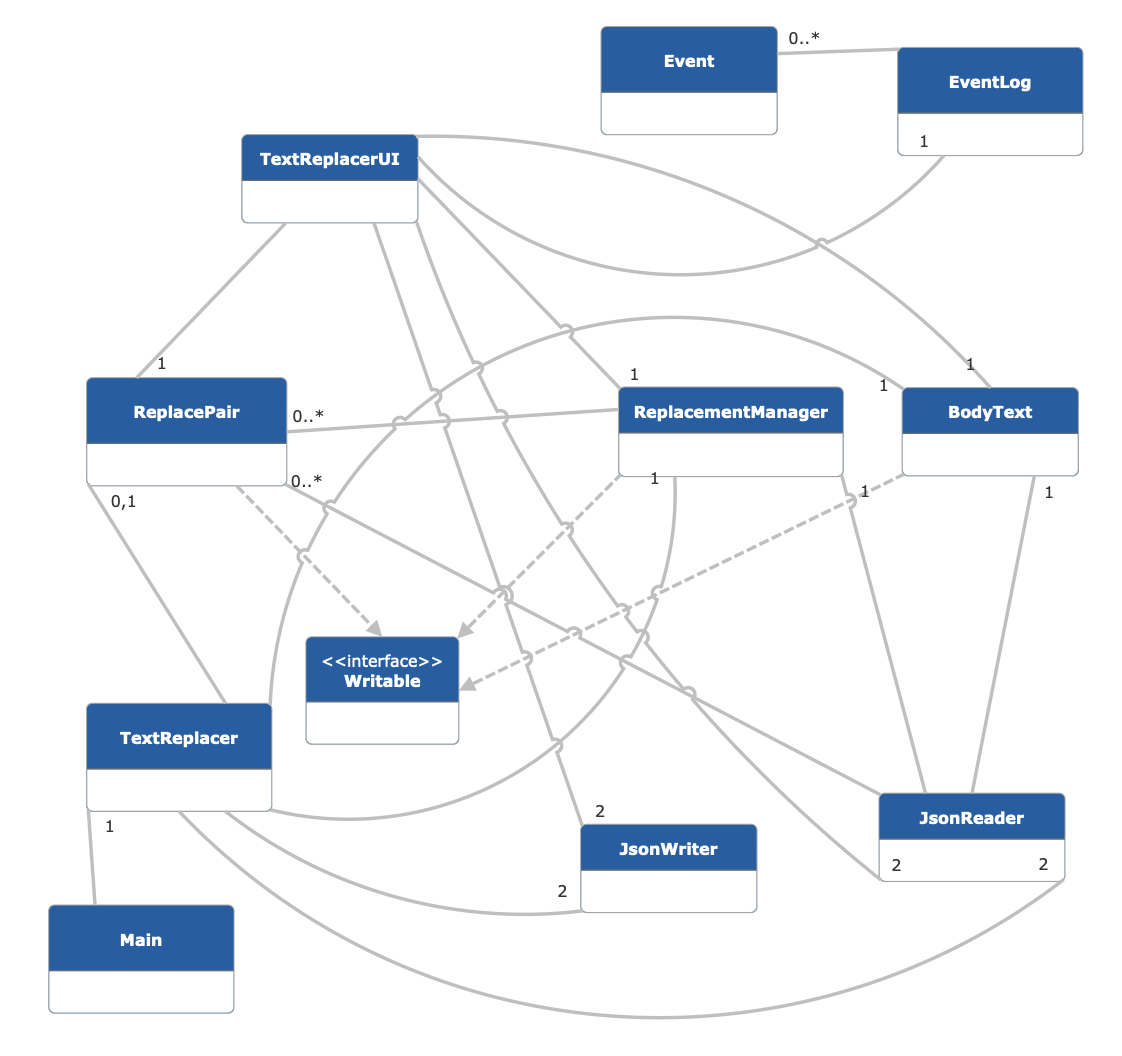 Event
0..*
EventLog
1
TextReplacerUI
1
1
1
ReplacePair
0..*
ReplacementManager
1
BodyText
0..*
0,1
1
1
1
<<interface>>
Writable
TextReplacer
1
2
JsonWriter
2
JsonReader
2
2
Main